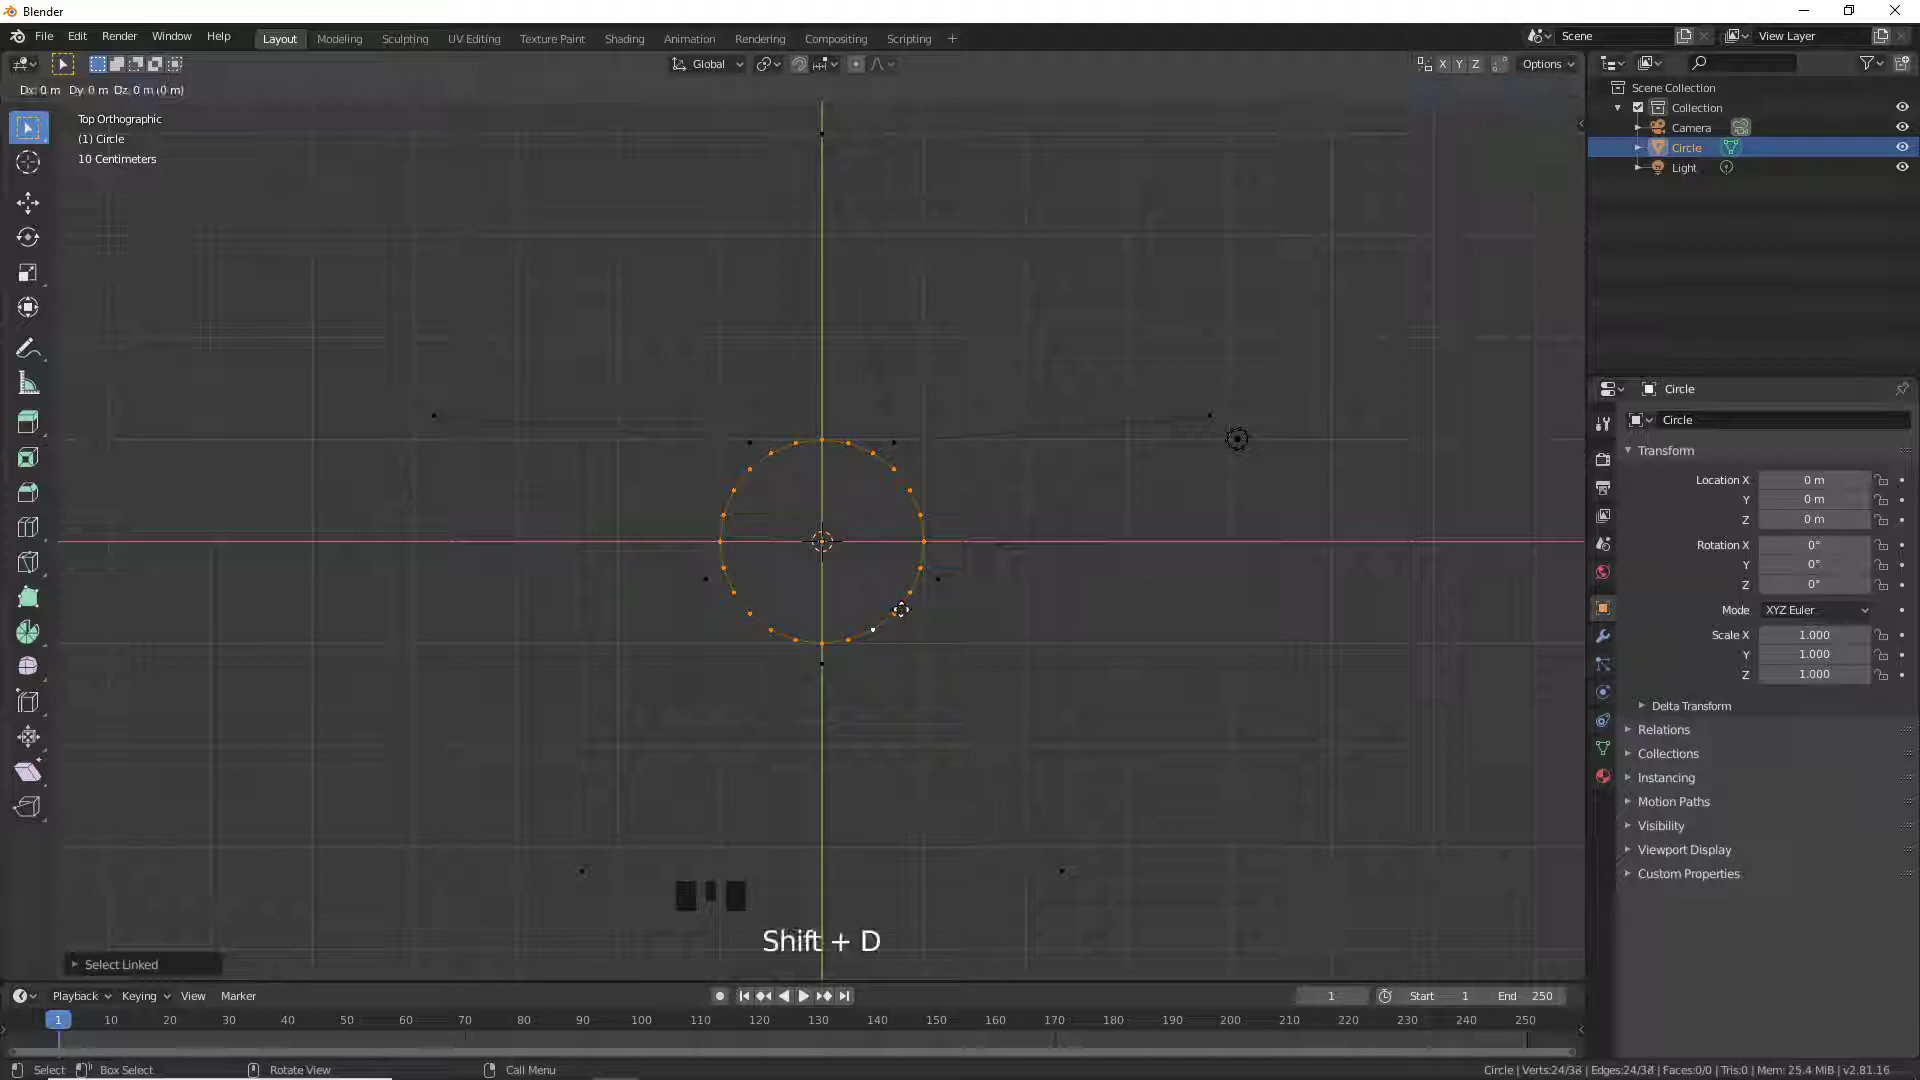 Blender
File Edit Render Window Help
Layout Modeling Sculpting UV Editing Texture Paint Shading Animation Rendering Compositing Scripting +
Scene
View Layer
Global
X Y Z
Options
Dx: 0 m Dy: 0 m Dz: 0 m (0 m)
Top Orthographic
(1) Circle
10 Centimeters
Scene Collection
Collection
Camera
Circle
Light
Circle
Circle
Transform
Location X 0 m
Y 0 m
Z 0 m
Rotation X 0°
Y 0°
Z 0°
Mode XYZ Euler
Scale X 1.000
Y 1.000
Z 1.000
Delta Transform
Relations
Collections
Instancing
Motion Paths
Visibility
Viewport Display
Custom Properties
Shift + D
Select Linked
Playback Keying View Marker
1
Start 1
End 250
1 10 20 30 40 50 60 70 80 90 100 110 120 130 140 150 160 170 180 190 200 210 220 230 240 250
Select Box Select Rotate View Call Menu
Circle | Verts:24/ | Edges:24/ | Faces:0/0 | Tris:0 | Mem: 25.4 MiB | v2.81.16